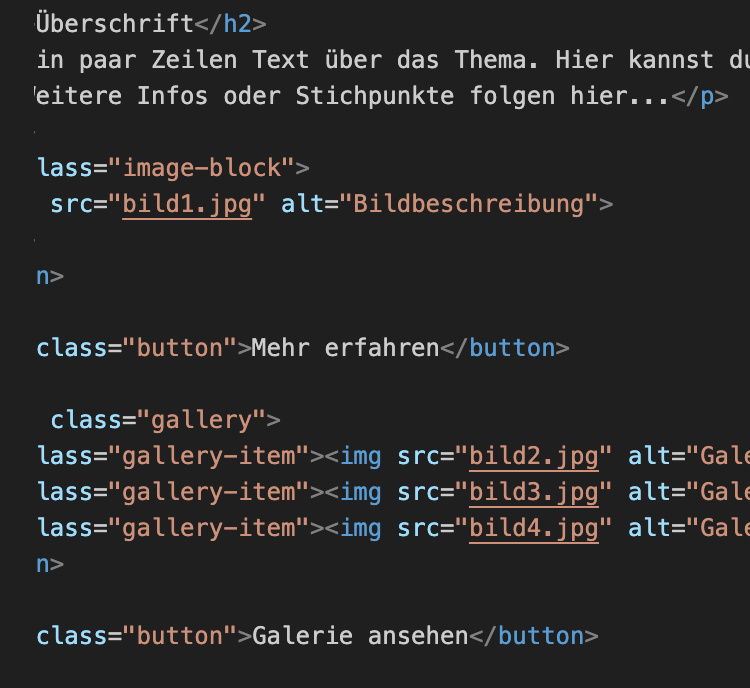 Überschrift</h2>
in paar Zeilen Text über das Thema. Hier kannst du
eitere Infos oder Stichpunkte folgen hier...</p>
lass="image-block">
src="bild1.jpg" alt="Bildbeschreibung">
n>
class="button">Mehr erfahren</button>
class="gallery">
lass="gallery-item"><img src="bild2.jpg" alt="Gale
lass="gallery-item"><img src="bild3.jpg" alt="Gale
lass="gallery-item"><img src="bild4.jpg" alt="Gale
n>
class="button">Galerie ansehen</button>